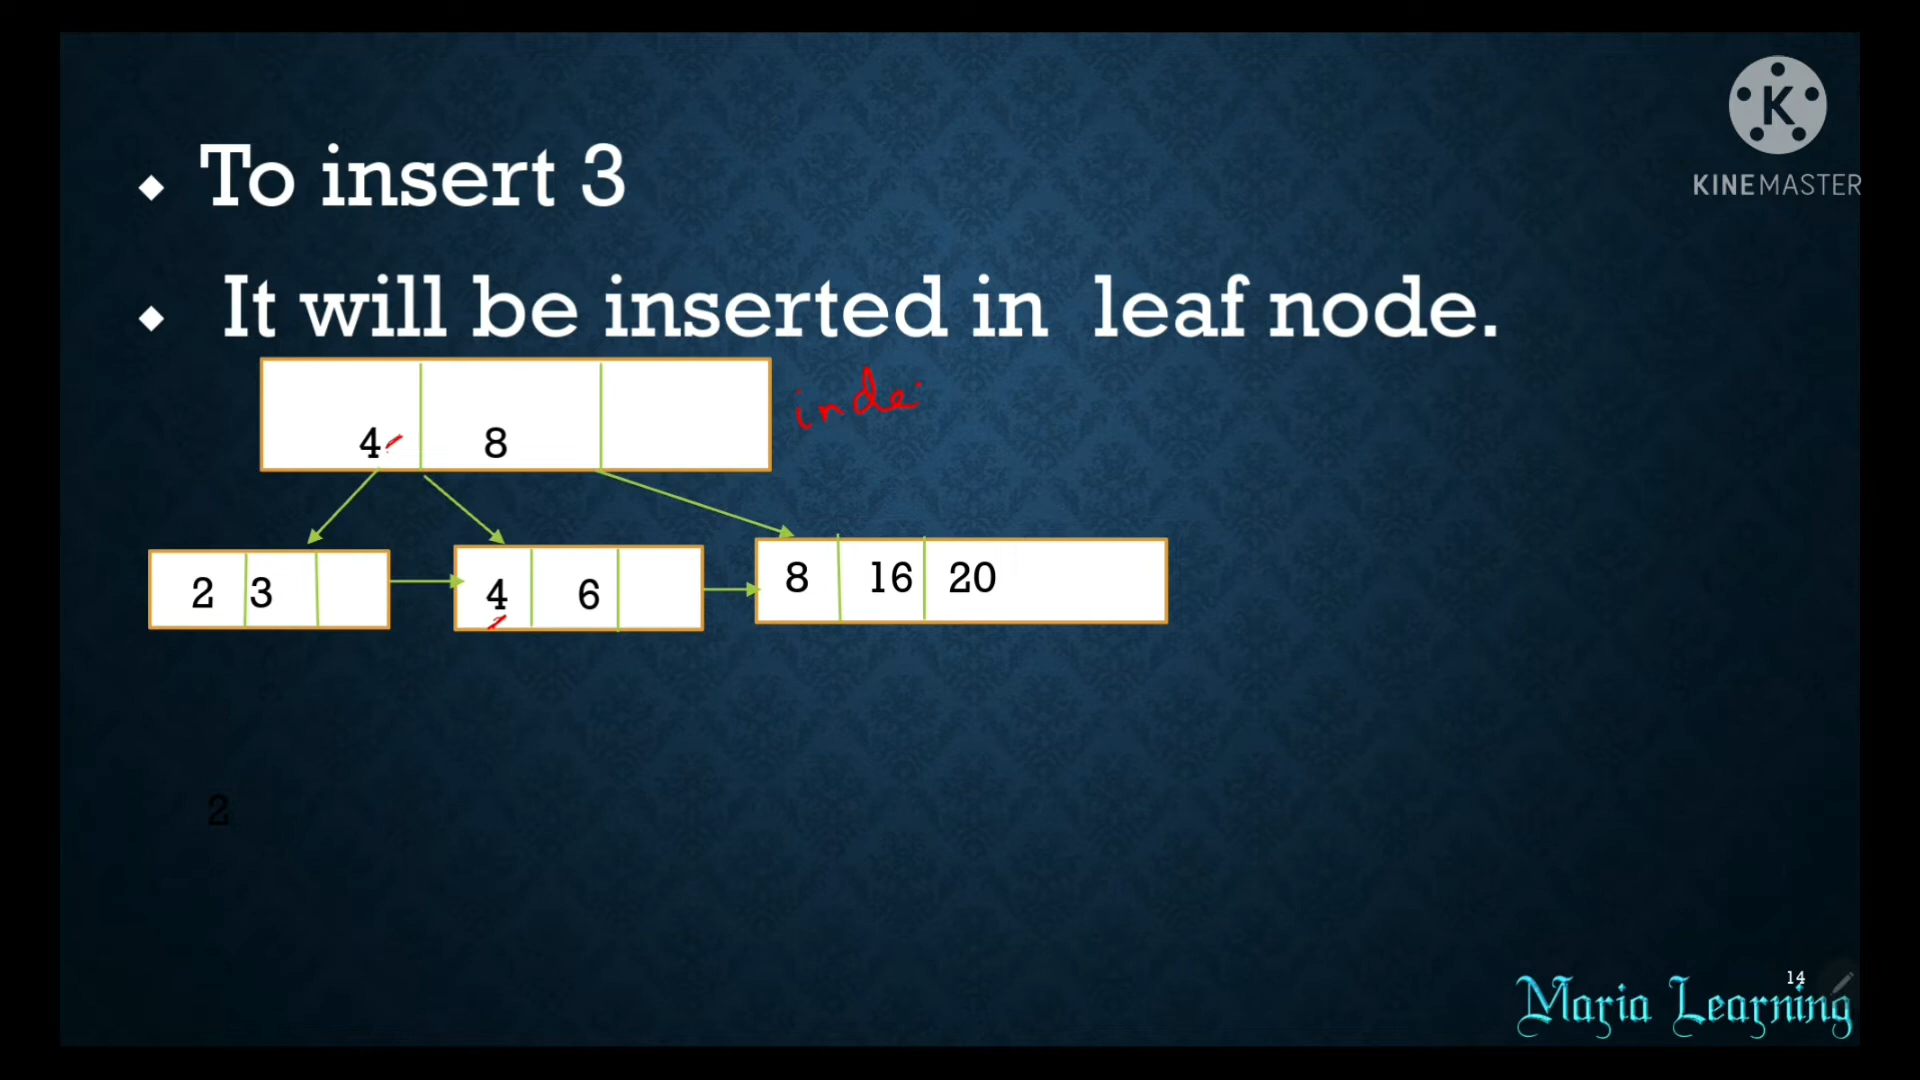 K
KINEMASTER
To insert 3
It will be inserted in leaf node.
4 8
inde
2 3
4 6
8 16 20
2
14
Maria Learning